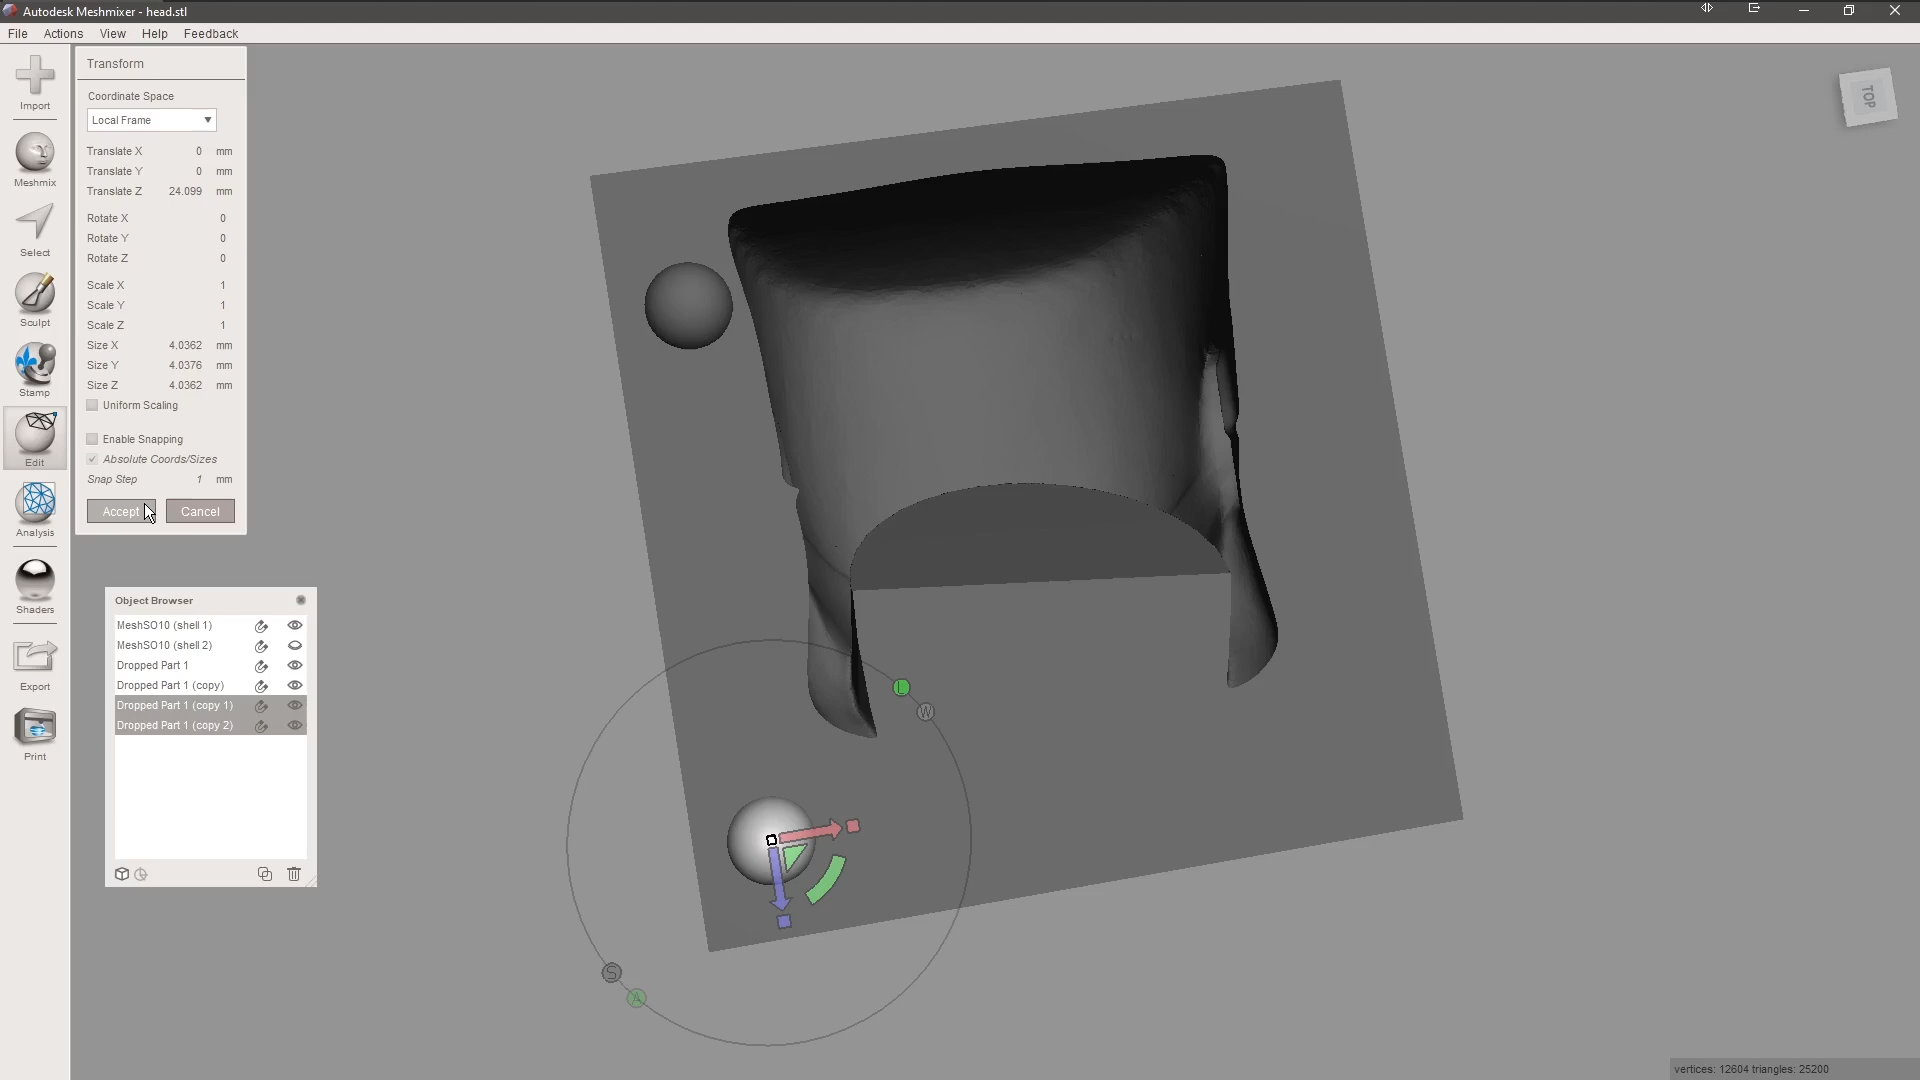 Autodesk Meshmixer - head.stl
File Actions View Help Feedback
Import
Meshmix
Select
Sculpt
Stamp
Edit
Analysis
Shaders
Export
Print
Transform
Coordinate Space
Local Frame
Translate X 0 mm
Translate Y 0 mm
Translate Z 24.099 mm
Rotate X 0
Rotate Y 0
Rotate Z 0
Scale X 1
Scale Y 1
Scale Z 1
Size X 4.0362 mm
Size Y 4.0376 mm
Size Z 4.0362 mm
Uniform Scaling
Enable Snapping
Absolute Coords/Sizes
Snap Step 1 mm
Accept Cancel
Object Browser
MeshSO10 (shell 1)
MeshSO10 (shell 2)
Dropped Part 1
Dropped Part 1 (copy)
Dropped Part 1 (copy 1)
Dropped Part 1 (copy 2)
TOP
L
W
S
A
vertices: 12604 triangles: 25200